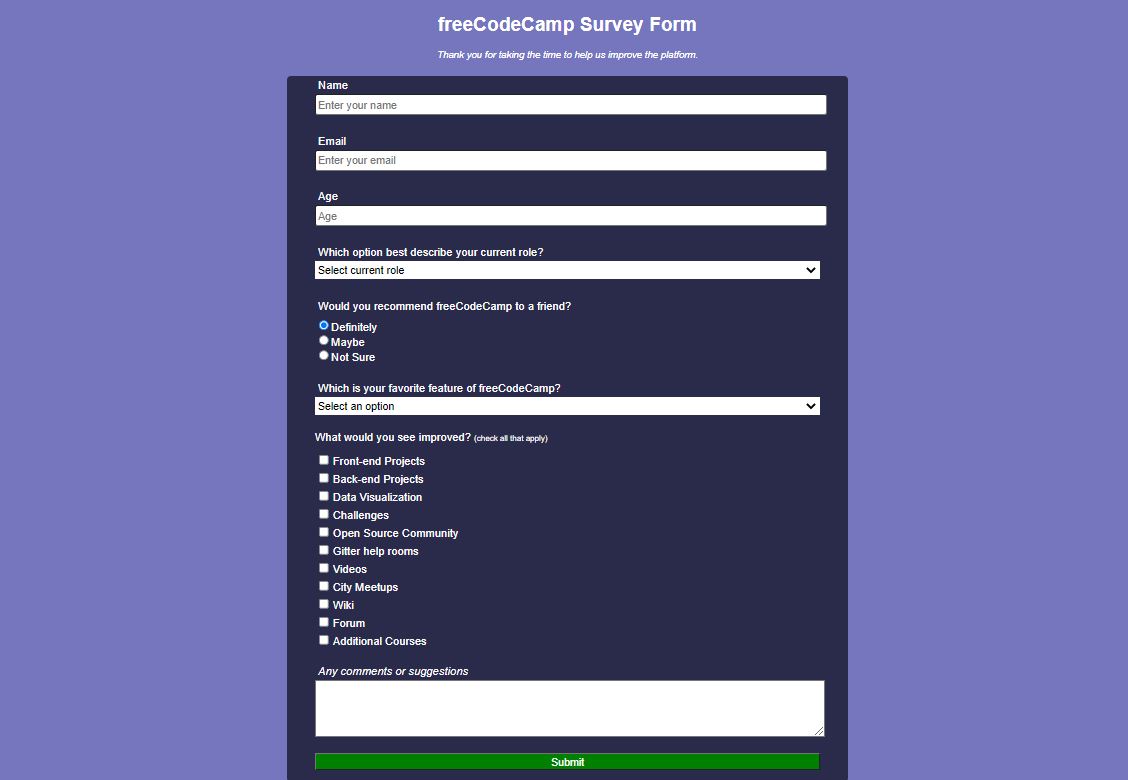 freeCodeCamp Survey Form
Thank you for taking the time to help us improve the platform.
Name
Enter your name
Email
Enter your email
Age
Age
Which option best describe your current role?
Select current role
Would you recommend freeCodeCamp to a friend?
Definitely
Maybe
Not Sure
Which is your favorite feature of freeCodeCamp?
Select an option
What would you see improved? (check all that apply)
Front-end Projects
Back-end Projects
Data Visualization
Challenges
Open Source Community
Gitter help rooms
Videos
City Meetups
Wiki
Forum
Additional Courses
Any comments or suggestions
Submit